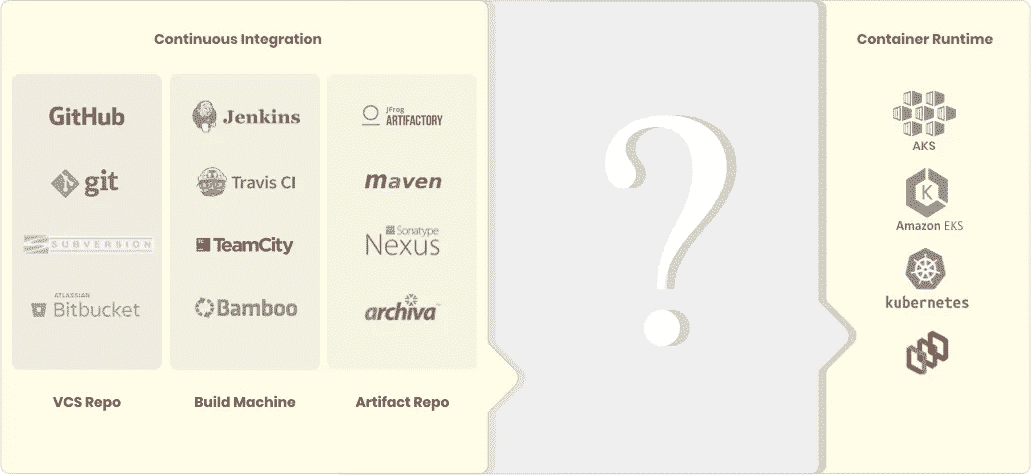 Continuous Integration
GitHub
git
SUBVERSION
ATLASSIAN
Bitbucket
VCS Repo
Jenkins
Travis CI
TC
TeamCity
Bamboo
Build Machine
JFrog
ARTIFACTORY
maven
Sonatype
Nexus
archiva
Artifact Repo
?
Container Runtime
AKS
K
Amazon EKS
kubernetes